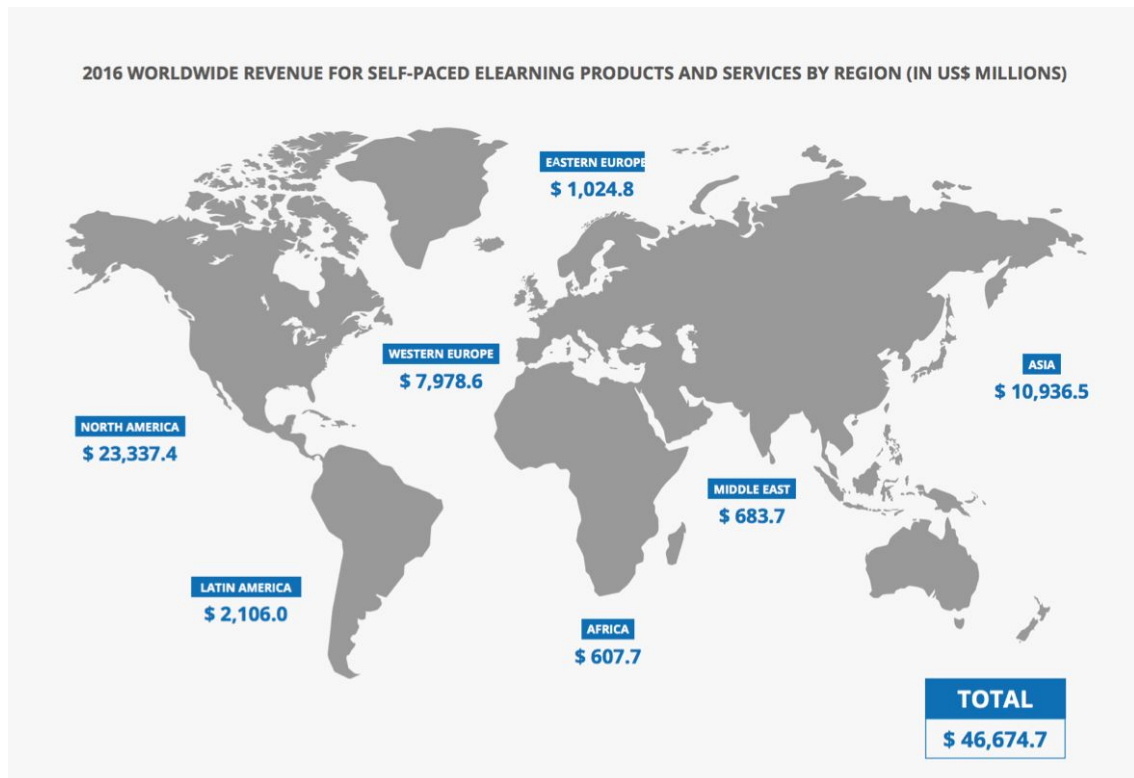 2016 WORLDWIDE REVENUE FOR SELF-PACED ELEARNING PRODUCTS AND SERVICES BY REGION (IN US$ MILLIONS)
EASTERN EUROPE
$ 1,024.8
WESTERN EUROPE
$ 7,978.6
ASIA
$ 10,936.5
NORTH AMERICA
$ 23,337.4
MIDDLE EAST
$ 683.7
LATIN AMERICA
$ 2,106.0
AFRICA
$ 607.7
TOTAL
$ 46,674.7